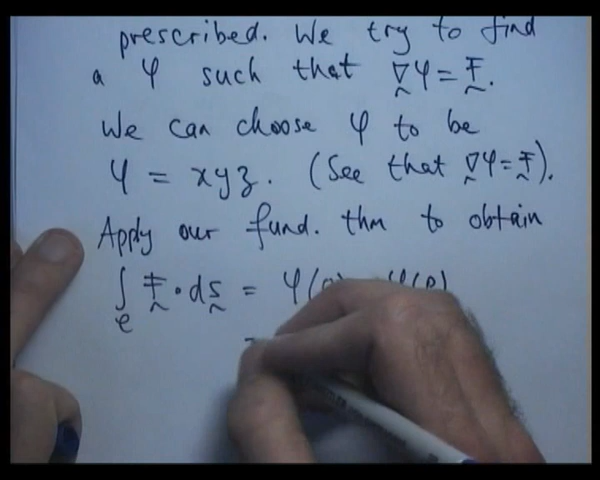 prescribed. We try to find
a φ such that ∇φ = F.
We can choose φ to be
φ = xyz. (See that ∇φ = F).
Apply our fund. thm to obtain
∫ F • ds = φ( ) φ(P)
C
=